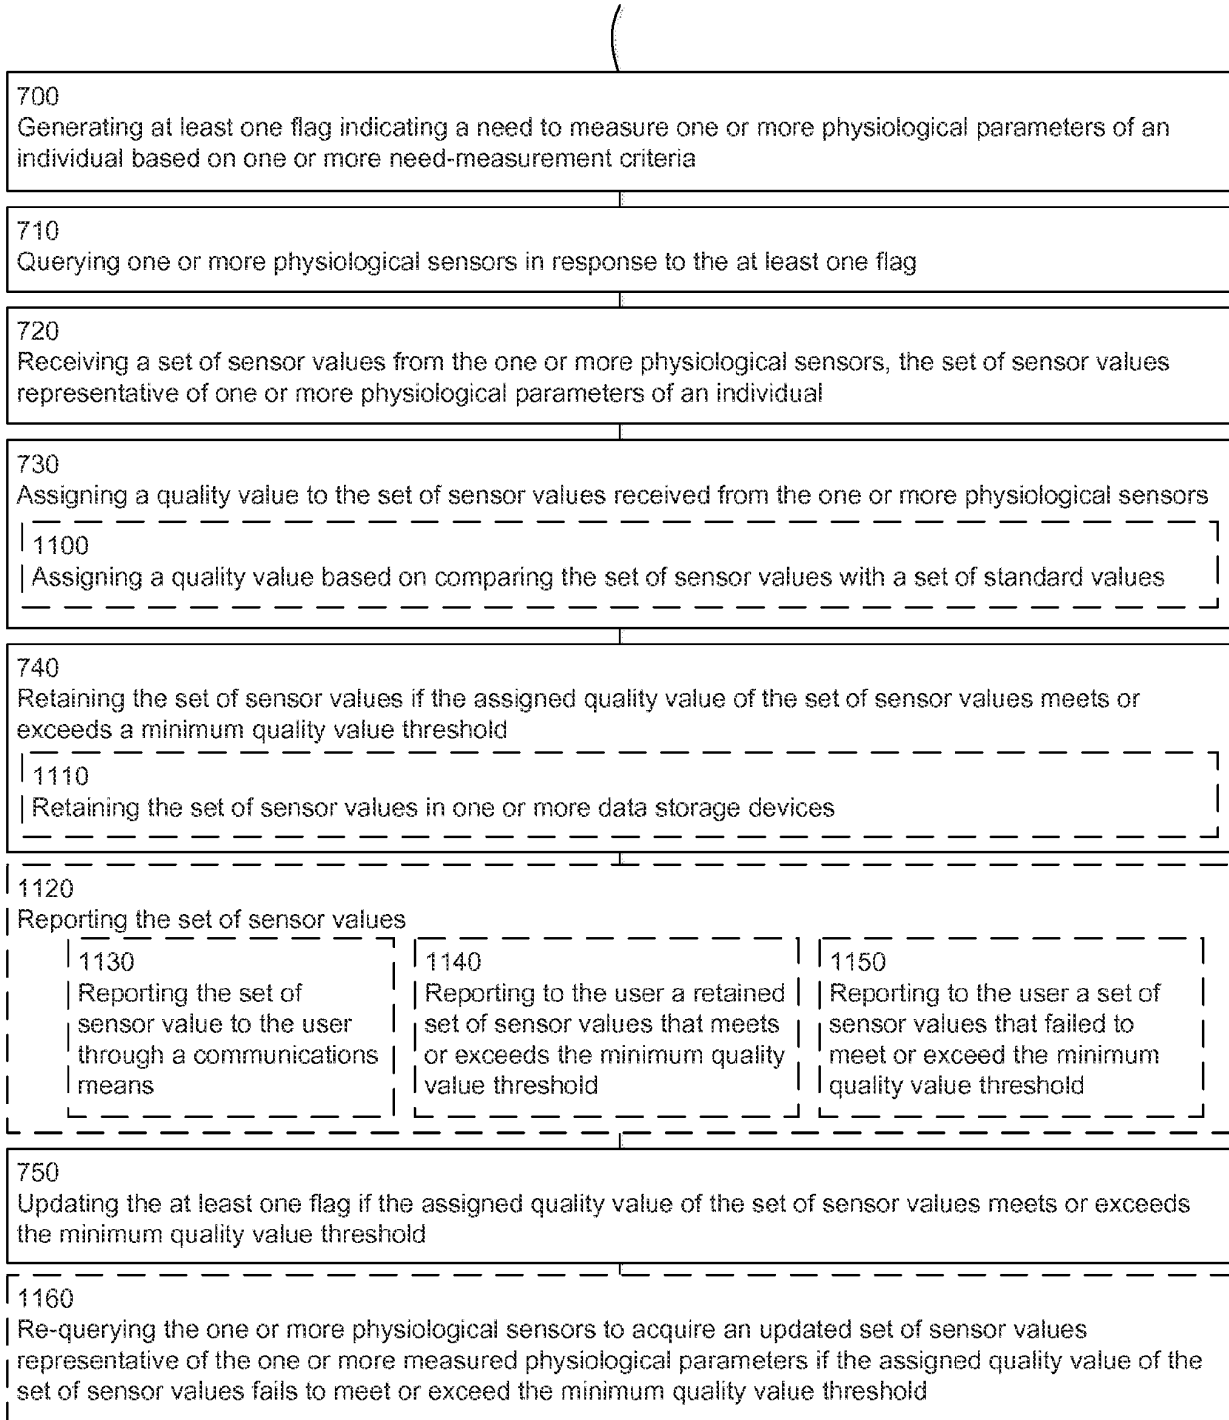 700
Generating at least one flag indicating a need to measure one or more physiological parameters of an
individual based on one or more need-measurement criteria
710
Querying one or more physiological sensors in response to the at least one flag
720
Receiving a set of sensor values from the one or more physiological sensors, the set of sensor values
representative of one or more physiological parameters of an individual
730
Assigning a quality value to the set of sensor values received from the one or more physiological sensors
1100
Assigning a quality value based on comparing the set of sensor values with a set of standard values
740
Retaining the set of sensor values if the assigned quality value of the set of sensor values meets or
exceeds a minimum quality value threshold
1110
Retaining the set of sensor values in one or more data storage devices
1120
Reporting the set of sensor values
1130
Reporting the set of
sensor value to the user
through a communications
means
1140
Reporting to the user a retained
set of sensor values that meets
or exceeds the minimum quality
value threshold
1150
Reporting to the user a set of
sensor values that failed to
meet or exceed the minimum
quality value threshold
750
Updating the at least one flag if the assigned quality value of the set of sensor values meets or exceeds
the minimum quality value threshold
1160
Re-querying the one or more physiological sensors to acquire an updated set of sensor values
representative of the one or more measured physiological parameters if the assigned quality value of the
set of sensor values fails to meet or exceed the minimum quality value threshold